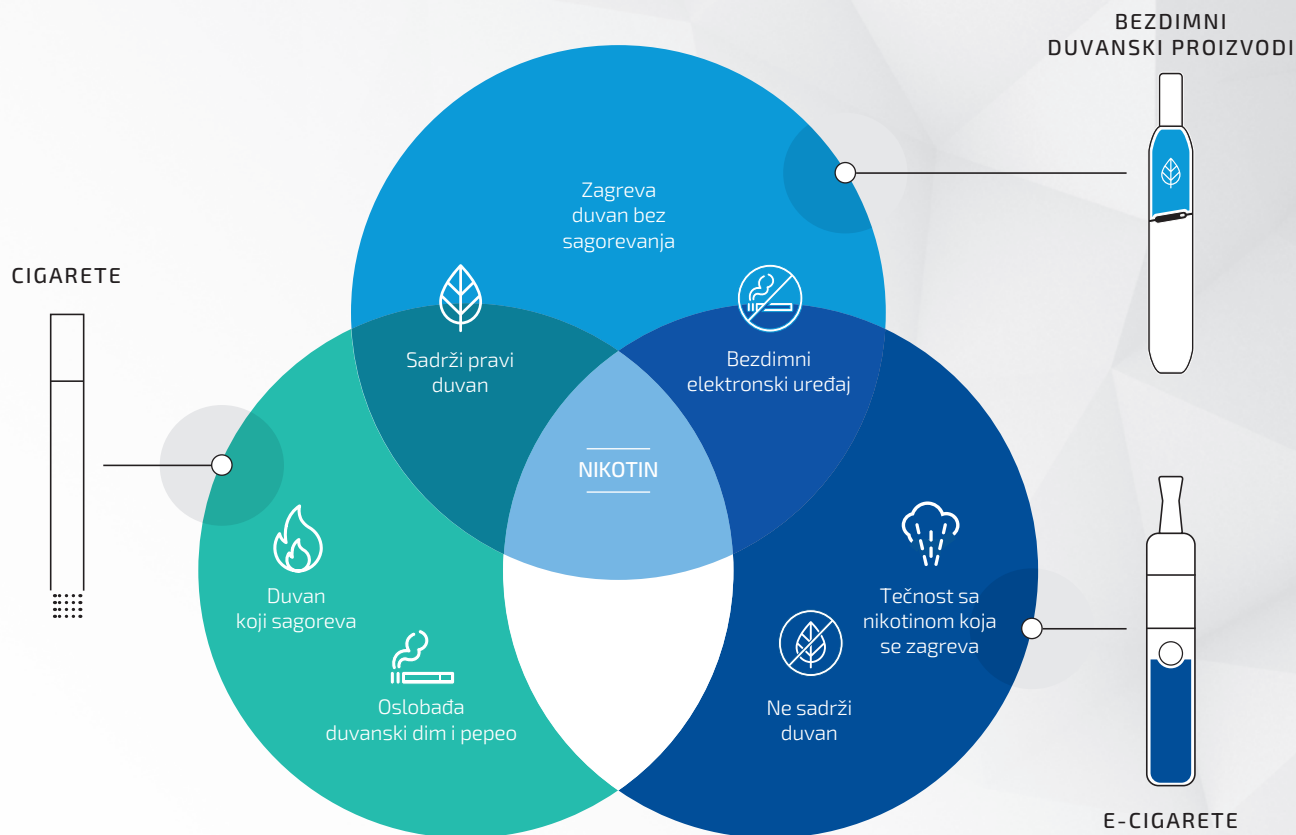 BEZDIMNI
DUVANSKI PROIZVODI
Zagreva
duvan bez
sagorevanja
CIGARETE
Sadrži pravi
duvan
Bezdimni
elektronski uređaj
NIKOTIN
Duvan
koji sagoreva
Tečnost sa
nikotinom koja
se zagreva
Oslobađa
duvanski dim i pepeo
Ne sadrži
duvan
E-CIGARETE